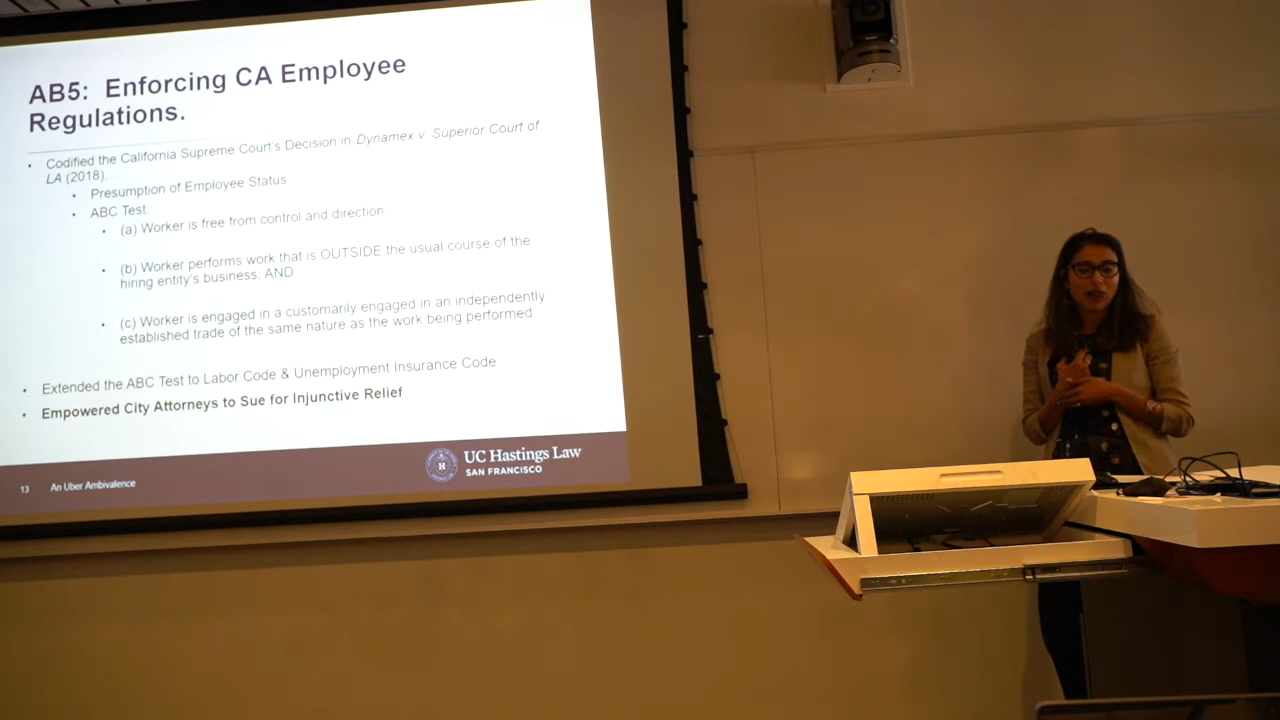 AB5: Enforcing CA Employee
Regulations.
• Codified the California Supreme Court's Decision in Dynamex v Superior Court of
LA (2018).
• Presumption of Employee Status
• ABC Test:
• (a) Worker is free from control and direction,
• (b) Worker performs work that is OUTSIDE the usual course of the
hiring entity's business; AND
• (c) Worker is engaged in a customarily engaged in an independently
established trade of the same nature as the work being performed
• Extended the ABC Test to Labor Code & Unemployment Insurance Code
• Empowered City Attorneys to Sue for Injunctive Relief
13 An Uber Ambivalence
UC Hastings Law
SAN FRANCISCO